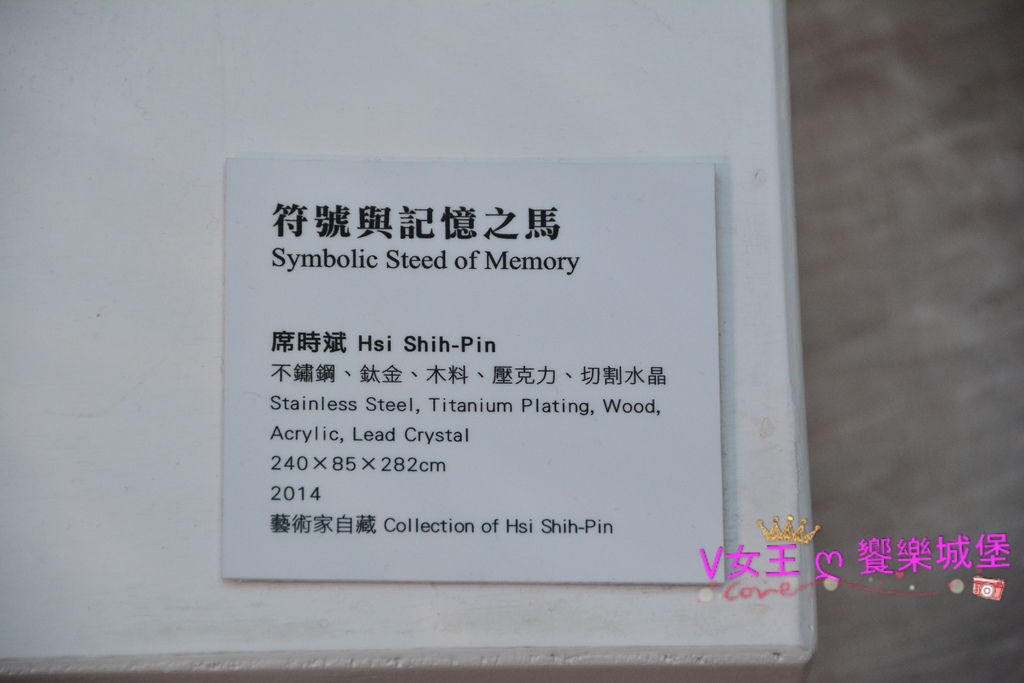 符號與記憶之馬
Symbolic Steed of Memory
席時斌 Hsi Shih-Pin
不鏽鋼、鈦金、木料、壓克力、切割水晶
Stainless Steel, Titanium Plating, Wood,
Acrylic, Lead Crystal
240×85×282cm
2014
藝術家自藏 Collection of Hsi Shih-Pin
V女王ღ饗樂城堡
Love